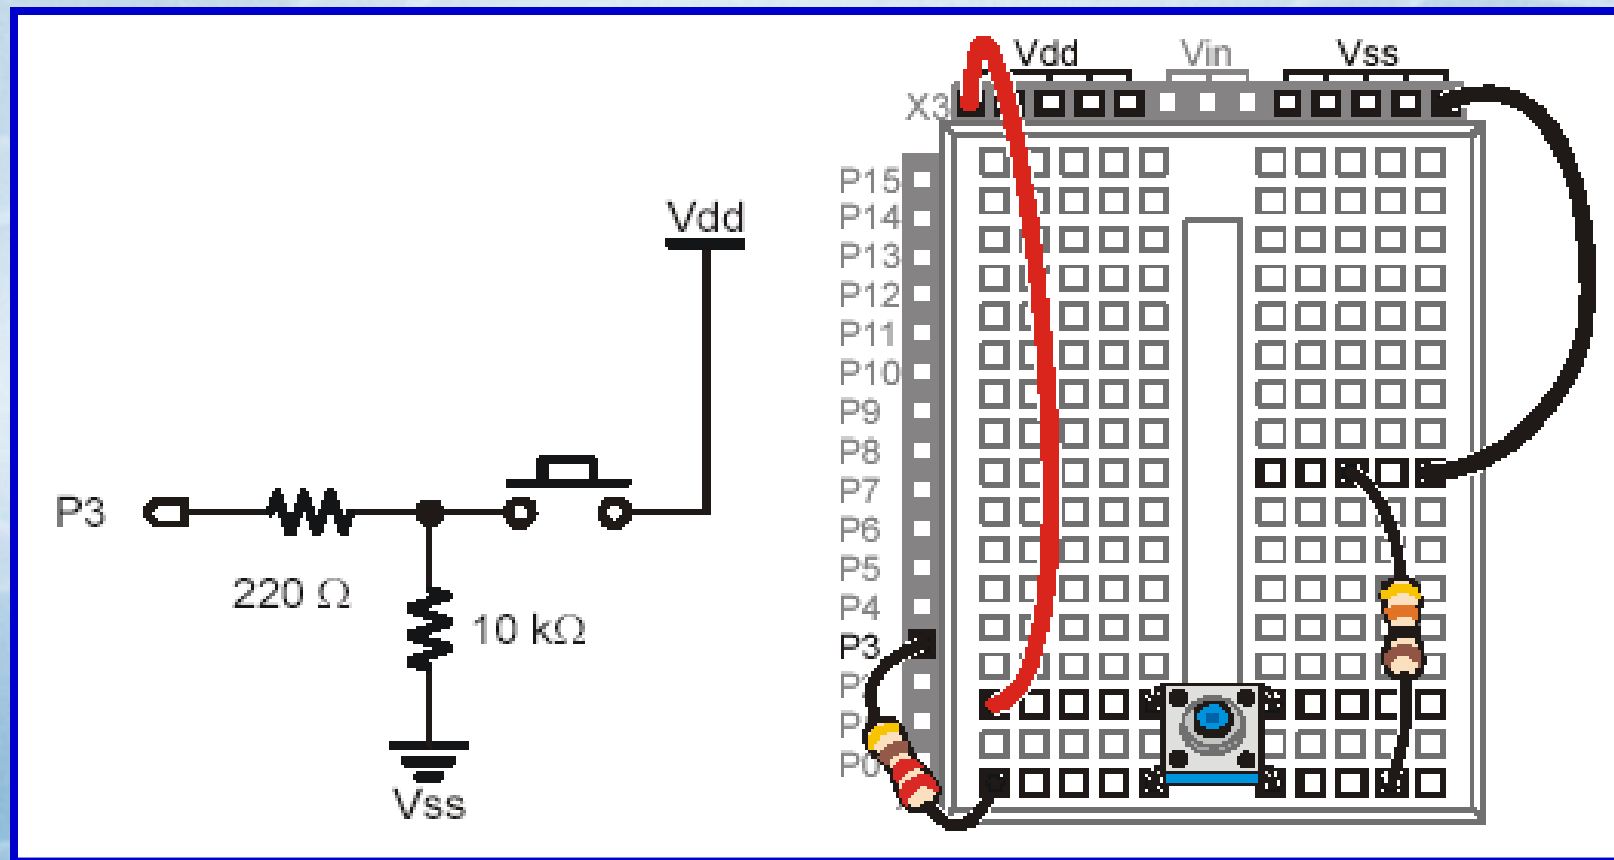 Vdd
P3
220 Ω
10 kΩ
Vss
Vdd Vin Vss
X3
P15
P14
P13
P12
P11
P10
P9
P8
P7
P6
P5
P4
P3
P0